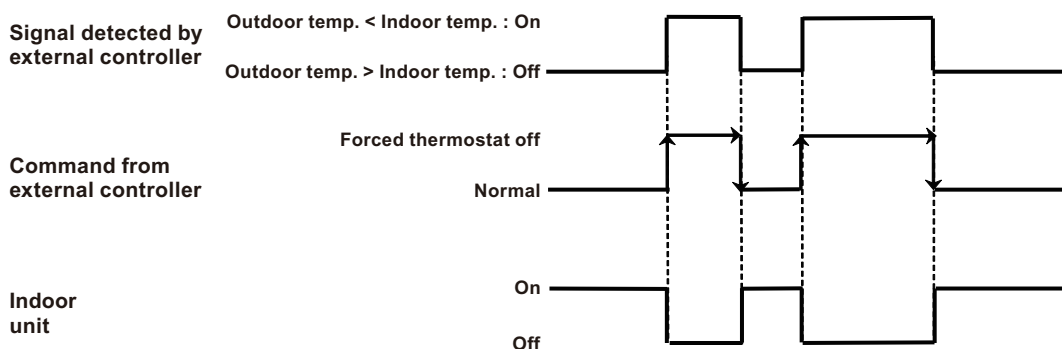 Signal detected by
external controller
Outdoor temp. < Indoor temp. : On
Outdoor temp. > Indoor temp. : Off
Command from
external controller
Forced thermostat off
Normal
Indoor
unit
On
Off